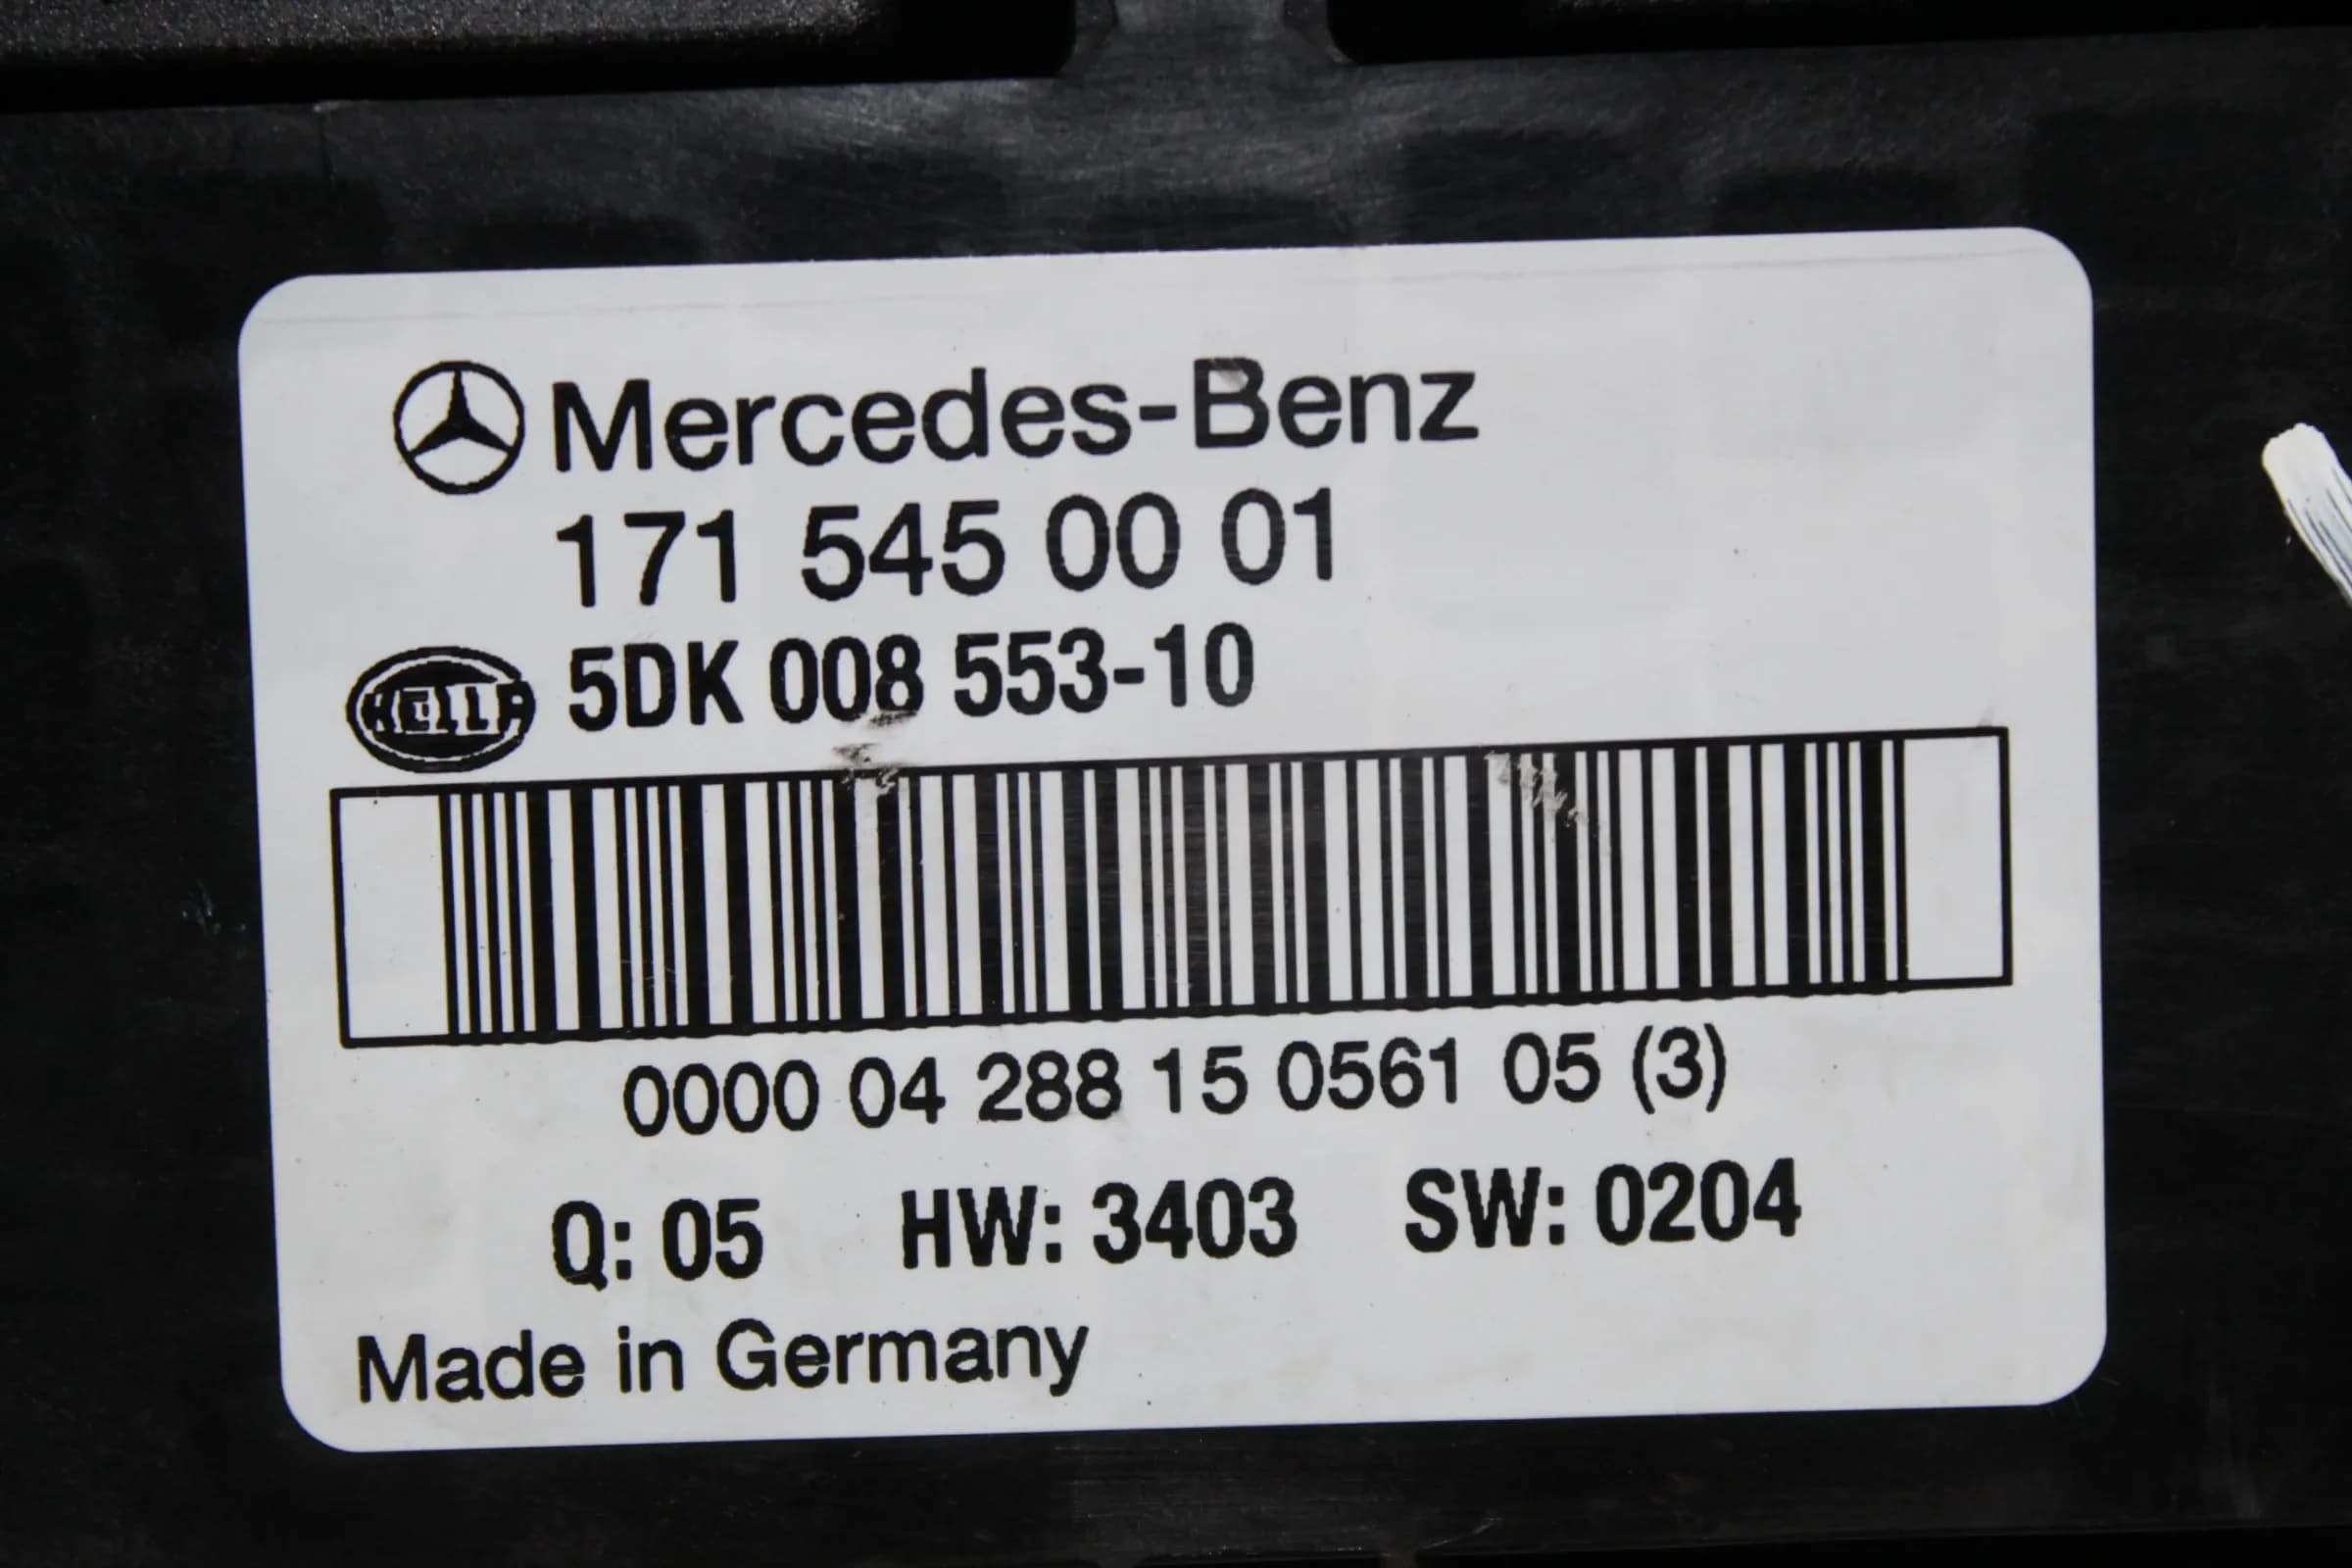 Mercedes-Benz
171 545 00 01
HELLA 5DK 008 553-10
0000 04 288 15 0561 05 (3)
Q: 05 HW: 3403 SW: 0204
Made in Germany